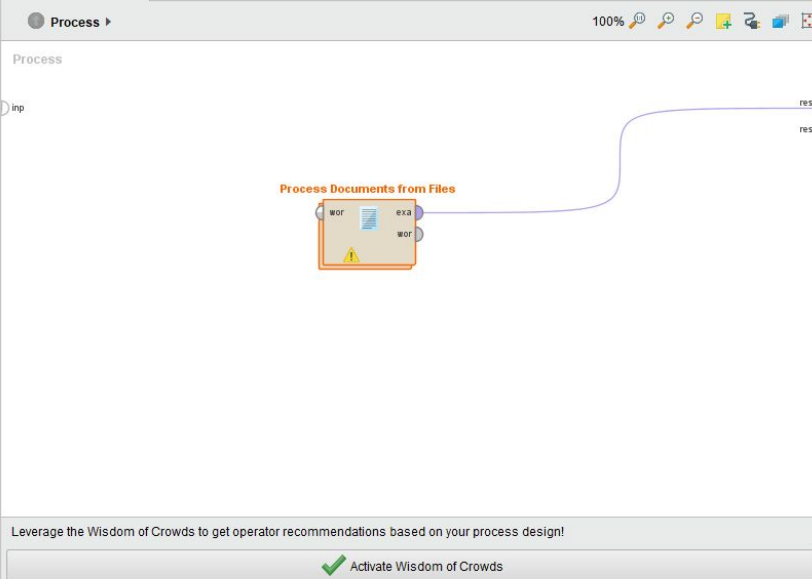 Process
100%
Process
inp
res
res
Process Documents from Files
wor
exa
wor
Leverage the Wisdom of Crowds to get operator recommendations based on your process design!
Activate Wisdom of Crowds